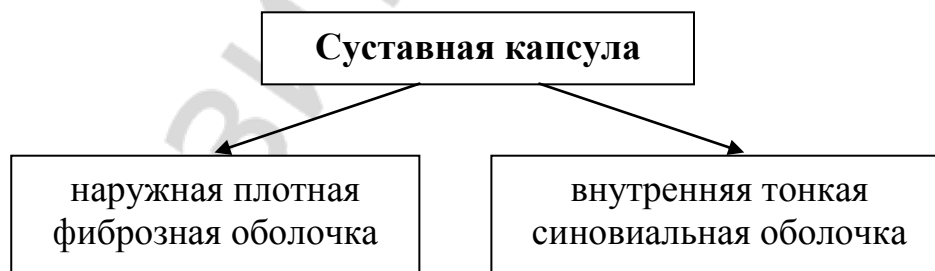 Суставная капсула
наружная плотная
фиброзная оболочка
внутренняя тонкая
синовиальная оболочка